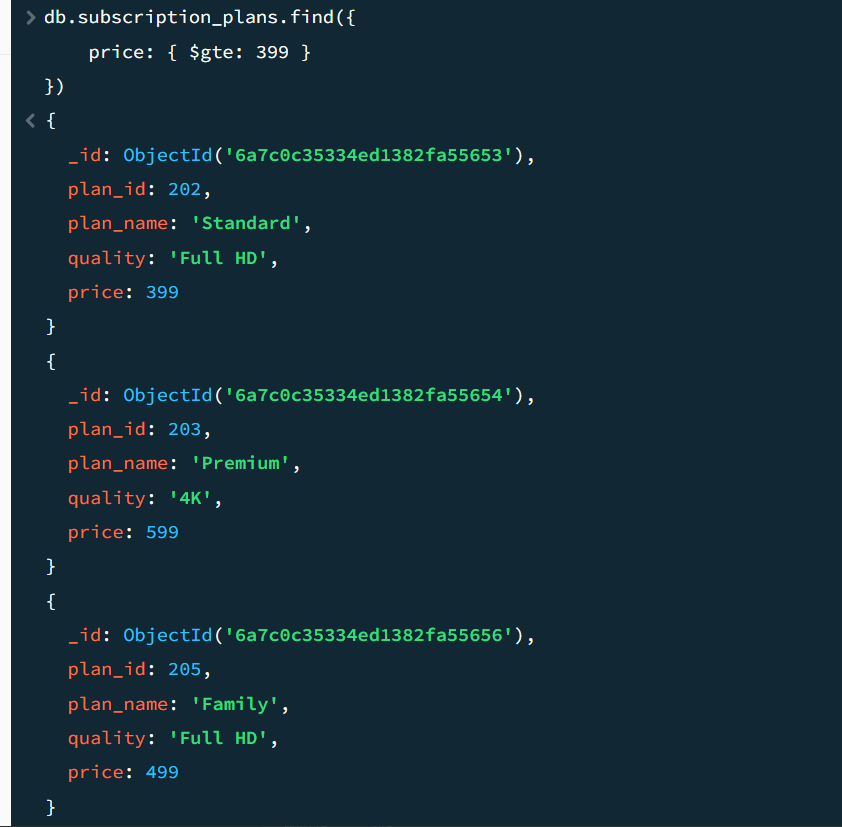 db.subscription_plans.find({
    price: { $gte: 399 }
})
{
  _id: ObjectId('6a7c0c35334ed1382fa55653'),
  plan_id: 202,
  plan_name: 'Standard',
  quality: 'Full HD',
  price: 399
}
{
  _id: ObjectId('6a7c0c35334ed1382fa55654'),
  plan_id: 203,
  plan_name: 'Premium',
  quality: '4K',
  price: 599
}
{
  _id: ObjectId('6a7c0c35334ed1382fa55656'),
  plan_id: 205,
  plan_name: 'Family',
  quality: 'Full HD',
  price: 499
}